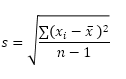 s = √(∑(xᵢ − x̄ )² / (n − 1))